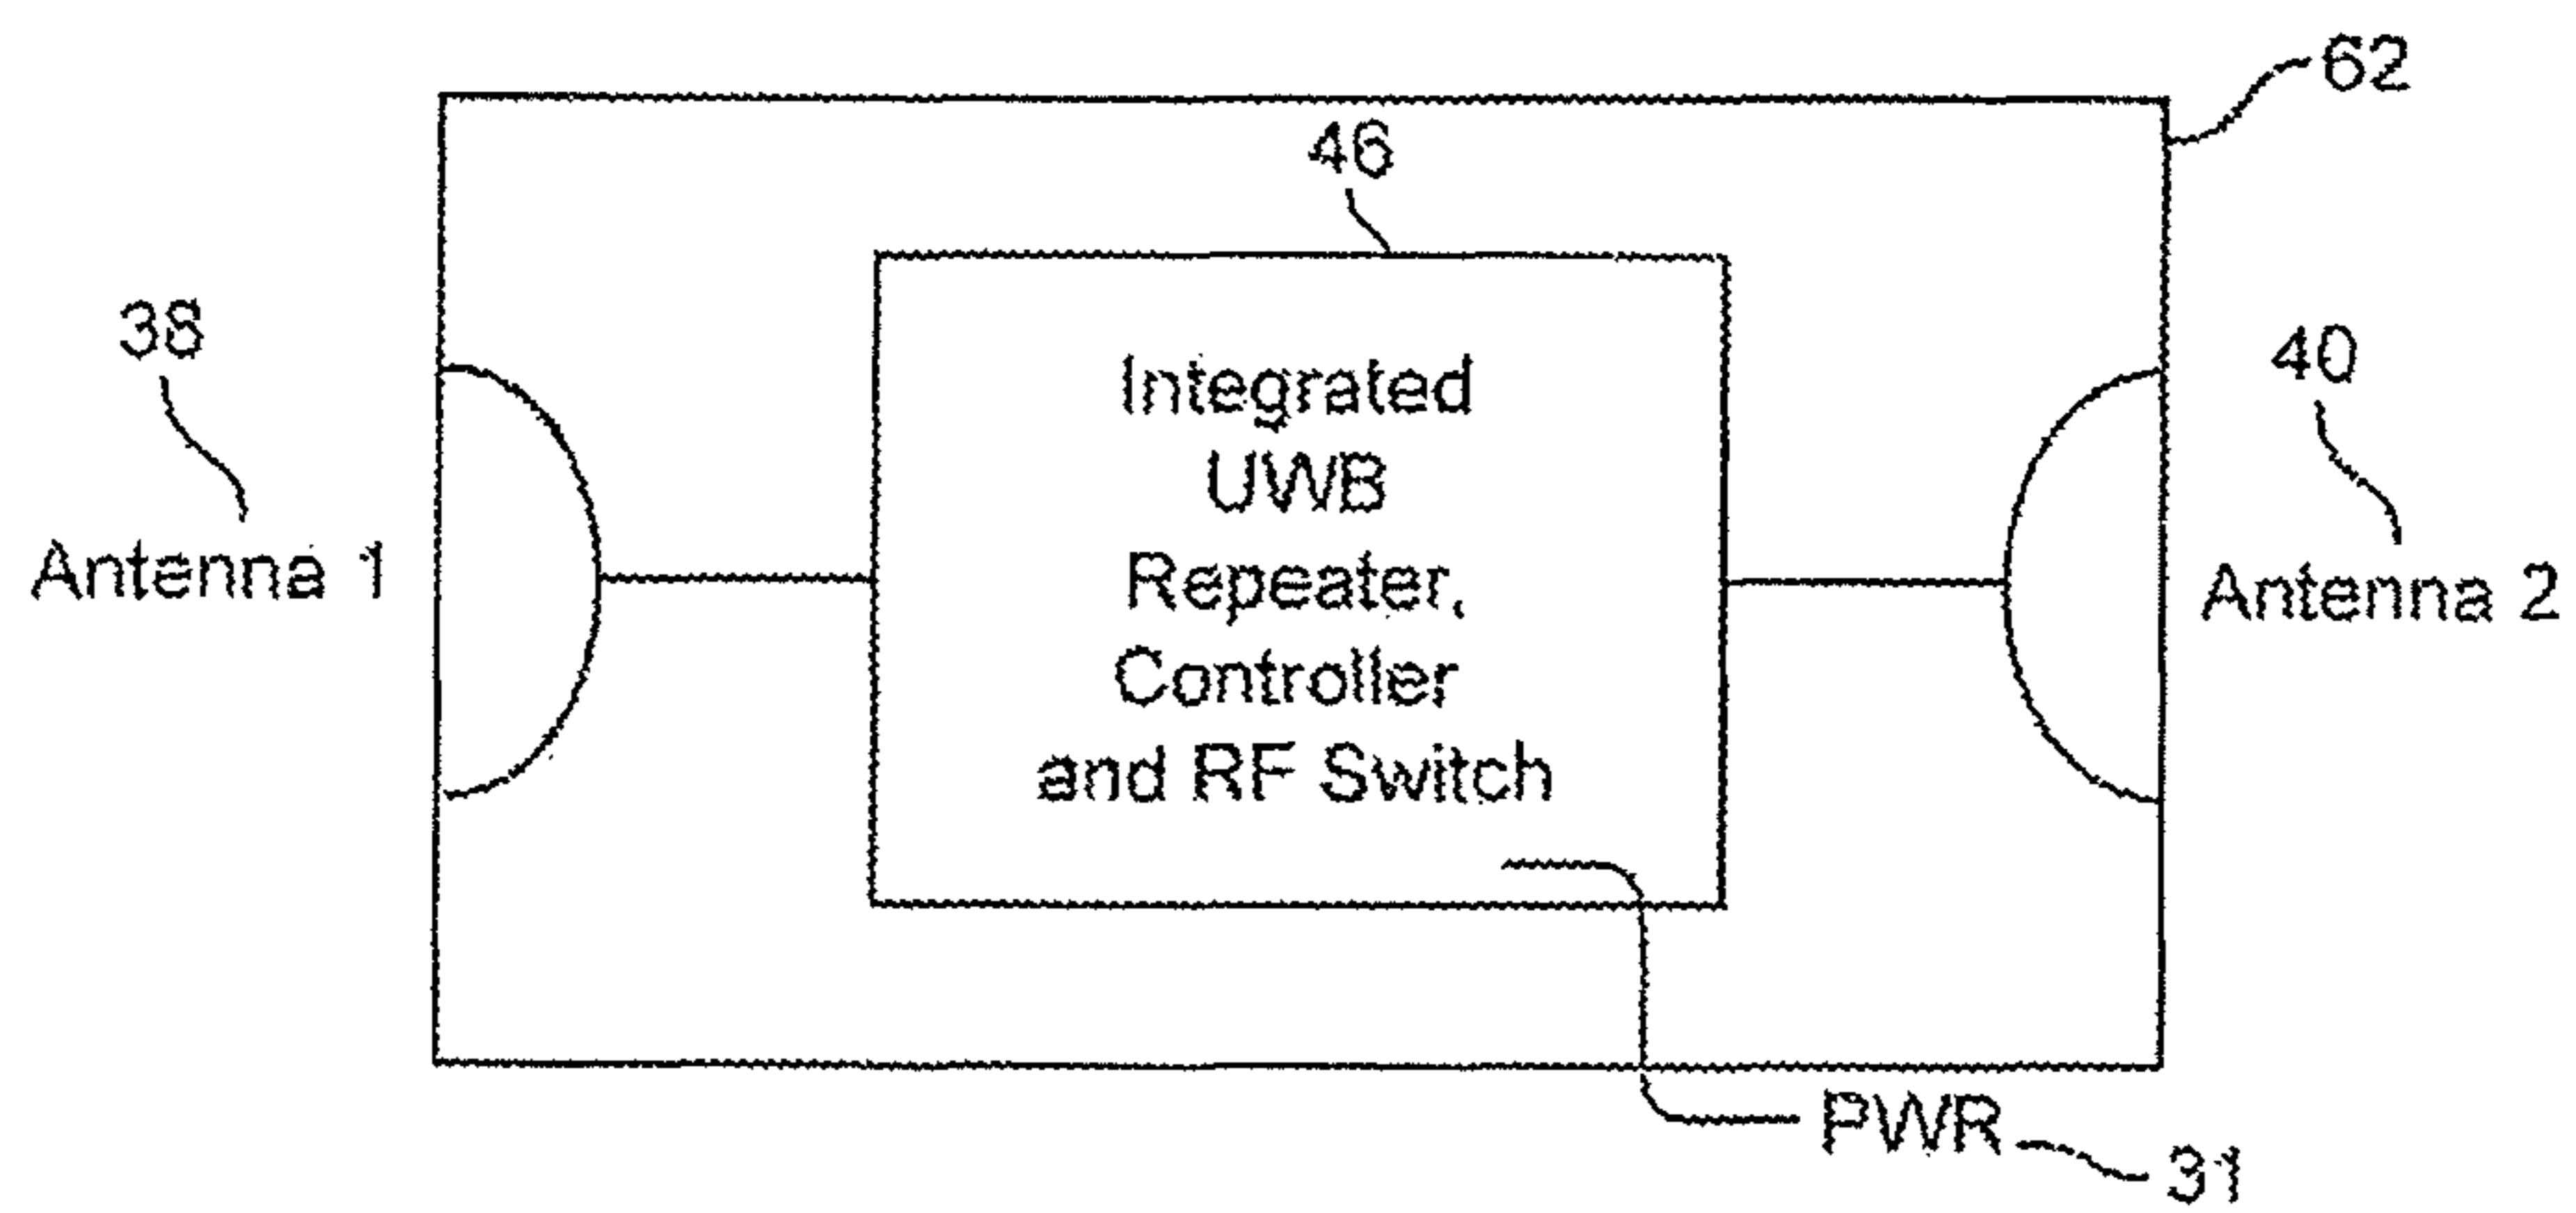 62
46
38
40
Integrated
UWB
Repeater,
Controller
and RF Switch
Antenna 1
Antenna 2
PWR
31